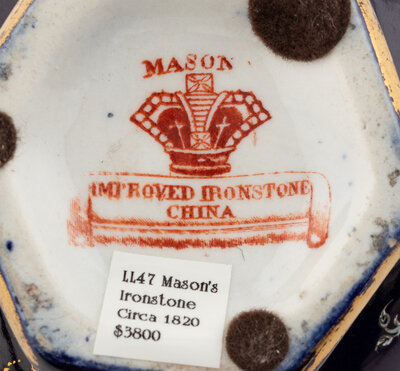 MASON
IMPROVED IRONSTONE
CHINA
LL47 Mason's
Ironstone
Circa 1820
$3800